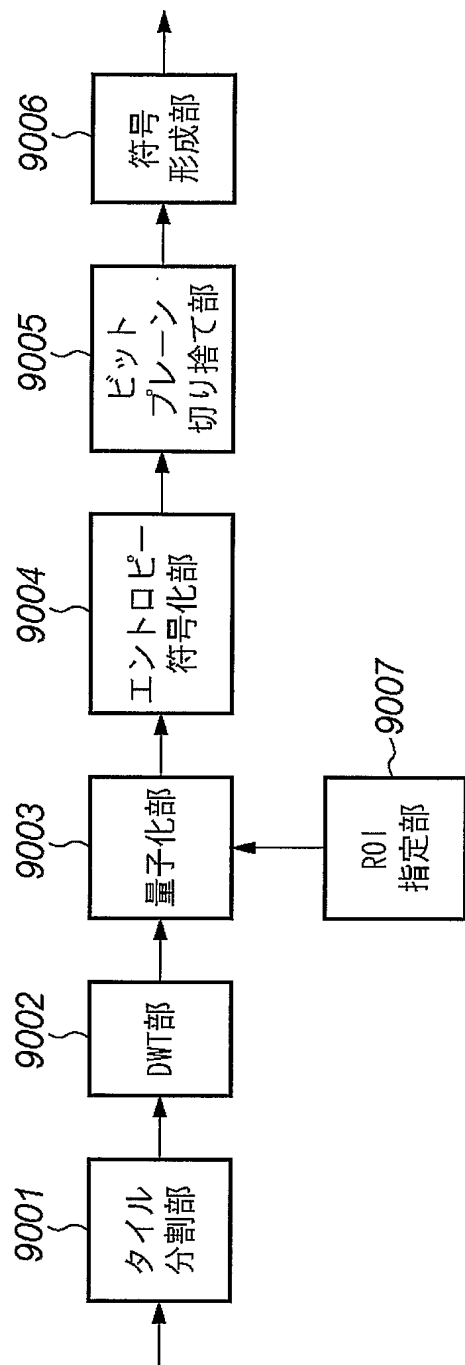 9001
タイル
分割部
9002
DWT部
9003
量子化部
9004
エントロピー
符号化部
9005
ビット
プレーン
切り捨て部
9006
符号
形成部
9007
ROI
指定部